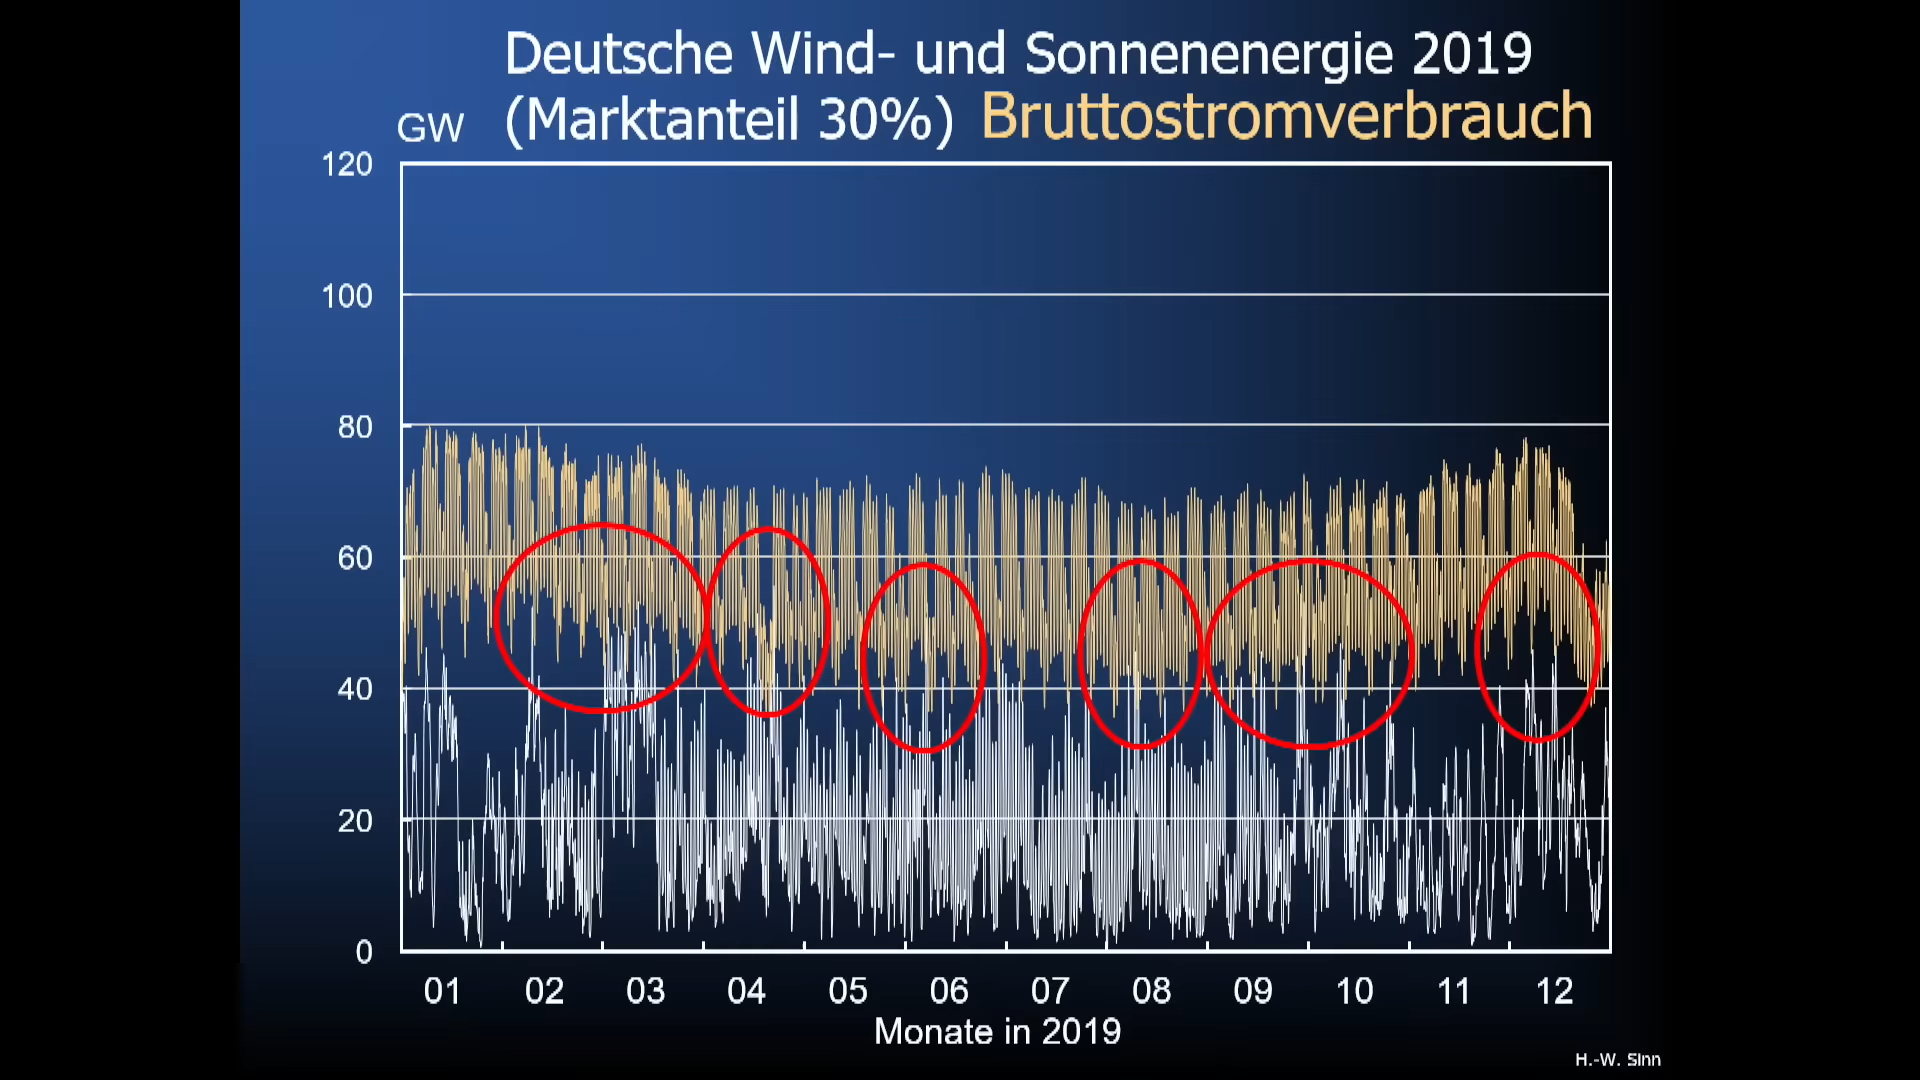 Deutsche Wind- und Sonnenenergie 2019
(Marktanteil 30%) Bruttostromverbrauch
GW
120
100
80
60
40
20
0
01 02 03 04 05 06 07 08 09 10 11 12
Monate in 2019
H.-W. Sinn